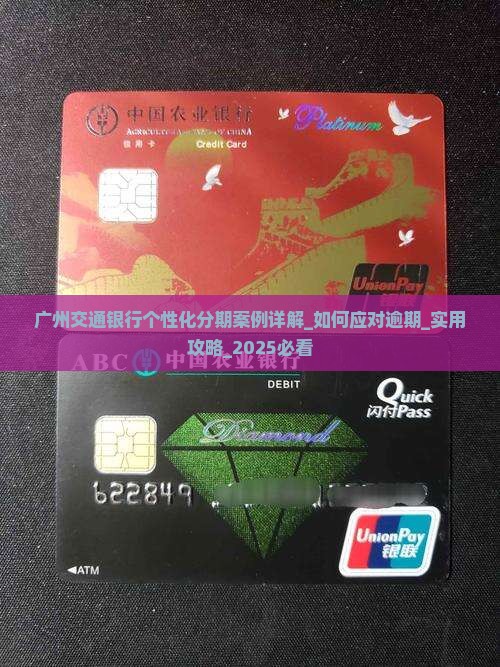 中国农业银行
AGRICULTURAL BANK OF CHINA
信用卡
Credit Card
Platinum
UnionPay
银联
广州交通银行个性化分期案例详解_如何应对逾期_实用
攻略_2025必看
ABC 中国农业银行
DEBIT
Quick
闪付Pass
Diamond
622849
UnionPay
银联
◀ATM